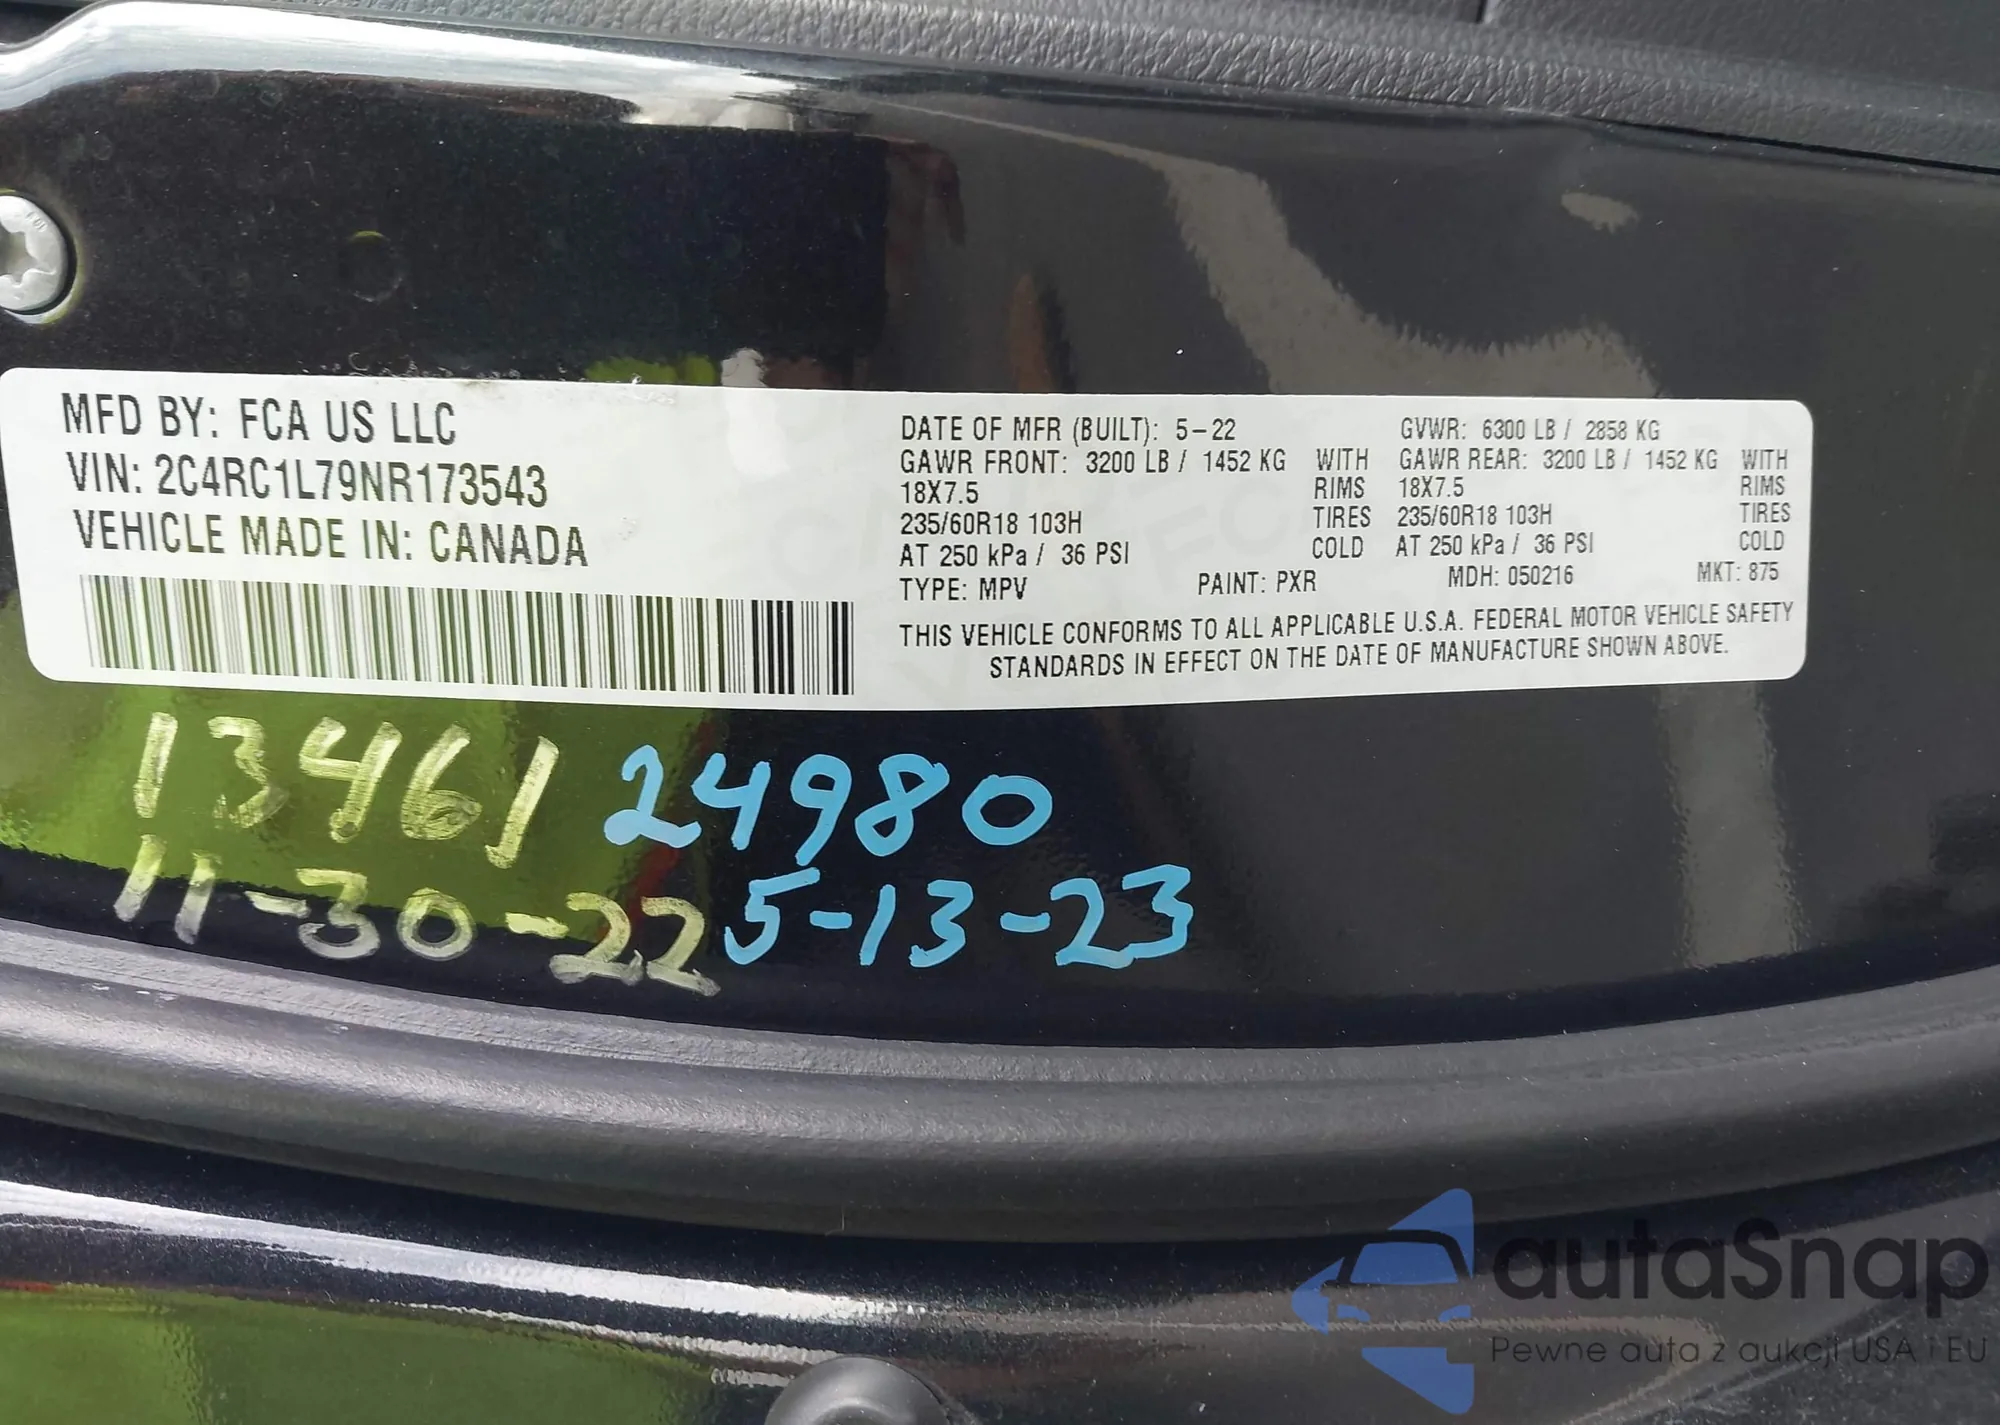 MFD BY: FCA US LLC
VIN: 2C4RC1L79NR173543
VEHICLE MADE IN: CANADA
DATE OF MFR (BUILT): 5-22 GVWR: 6300 LB / 2858 KG
GAWR FRONT: 3200 LB / 1452 KG WITH GAWR REAR: 3200 LB / 1452 KG WITH
18X7.5 RIMS 18X7.5 RIMS
235/60R18 103H TIRES 235/60R18 103H TIRES
AT 250 kPa / 36 PSI COLD AT 250 kPa / 36 PSI COLD
TYPE: MPV PAINT: PXR MDH: 050216 MKT: 875
THIS VEHICLE CONFORMS TO ALL APPLICABLE U.S.A. FEDERAL MOTOR VEHICLE SAFETY
STANDARDS IN EFFECT ON THE DATE OF MANUFACTURE SHOWN ABOVE.
13461 24980
11-30-22 5-13-23
autaSnap
Pewne auta z aukcji USA i EU